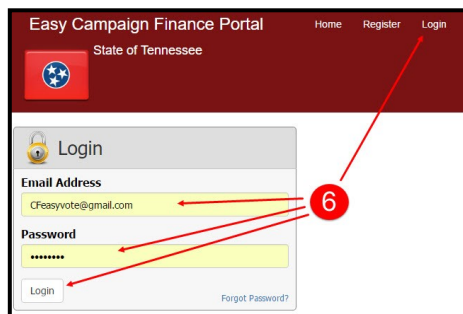 Easy Campaign Finance Portal
Home Register Login
State of Tennessee
Login
Email Address
CFeasyvote@gmail.com
6
Password
••••••••
Login
Forgot Password?